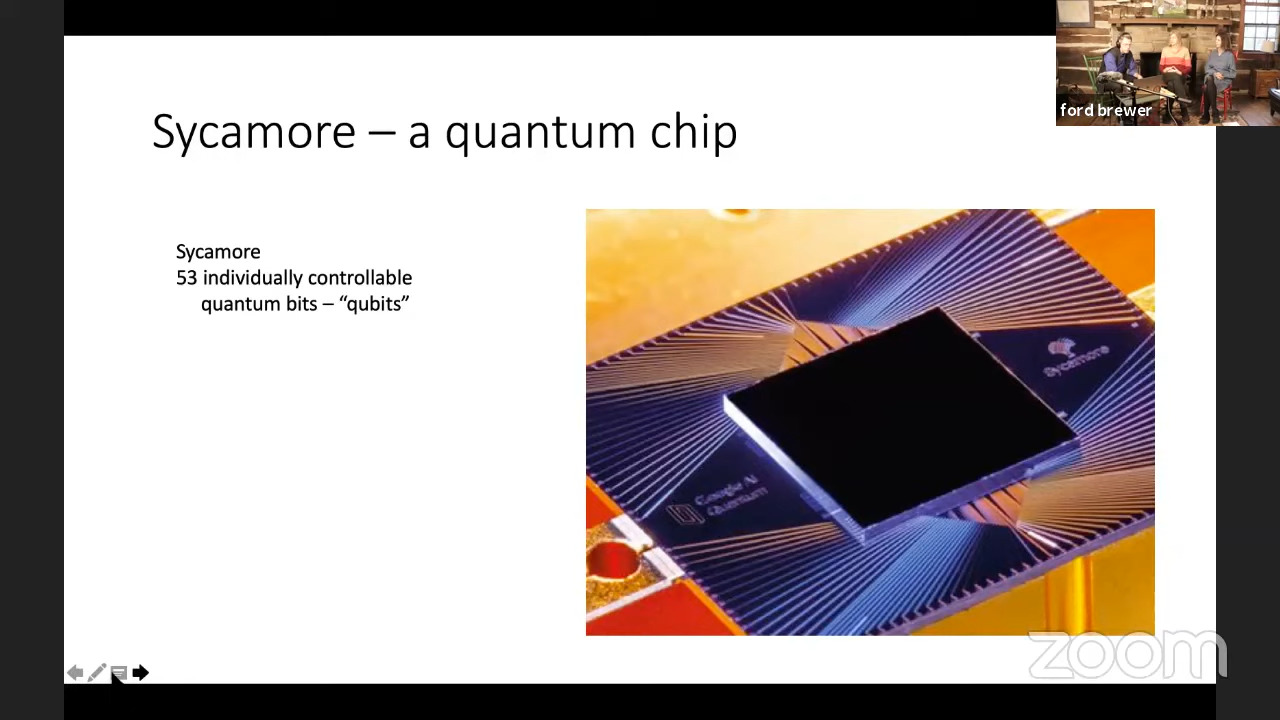 Sycamore – a quantum chip
ford brewer
Sycamore
53 individually controllable
quantum bits – “qubits”
Sycamore
Google AI
Quantum
zoom